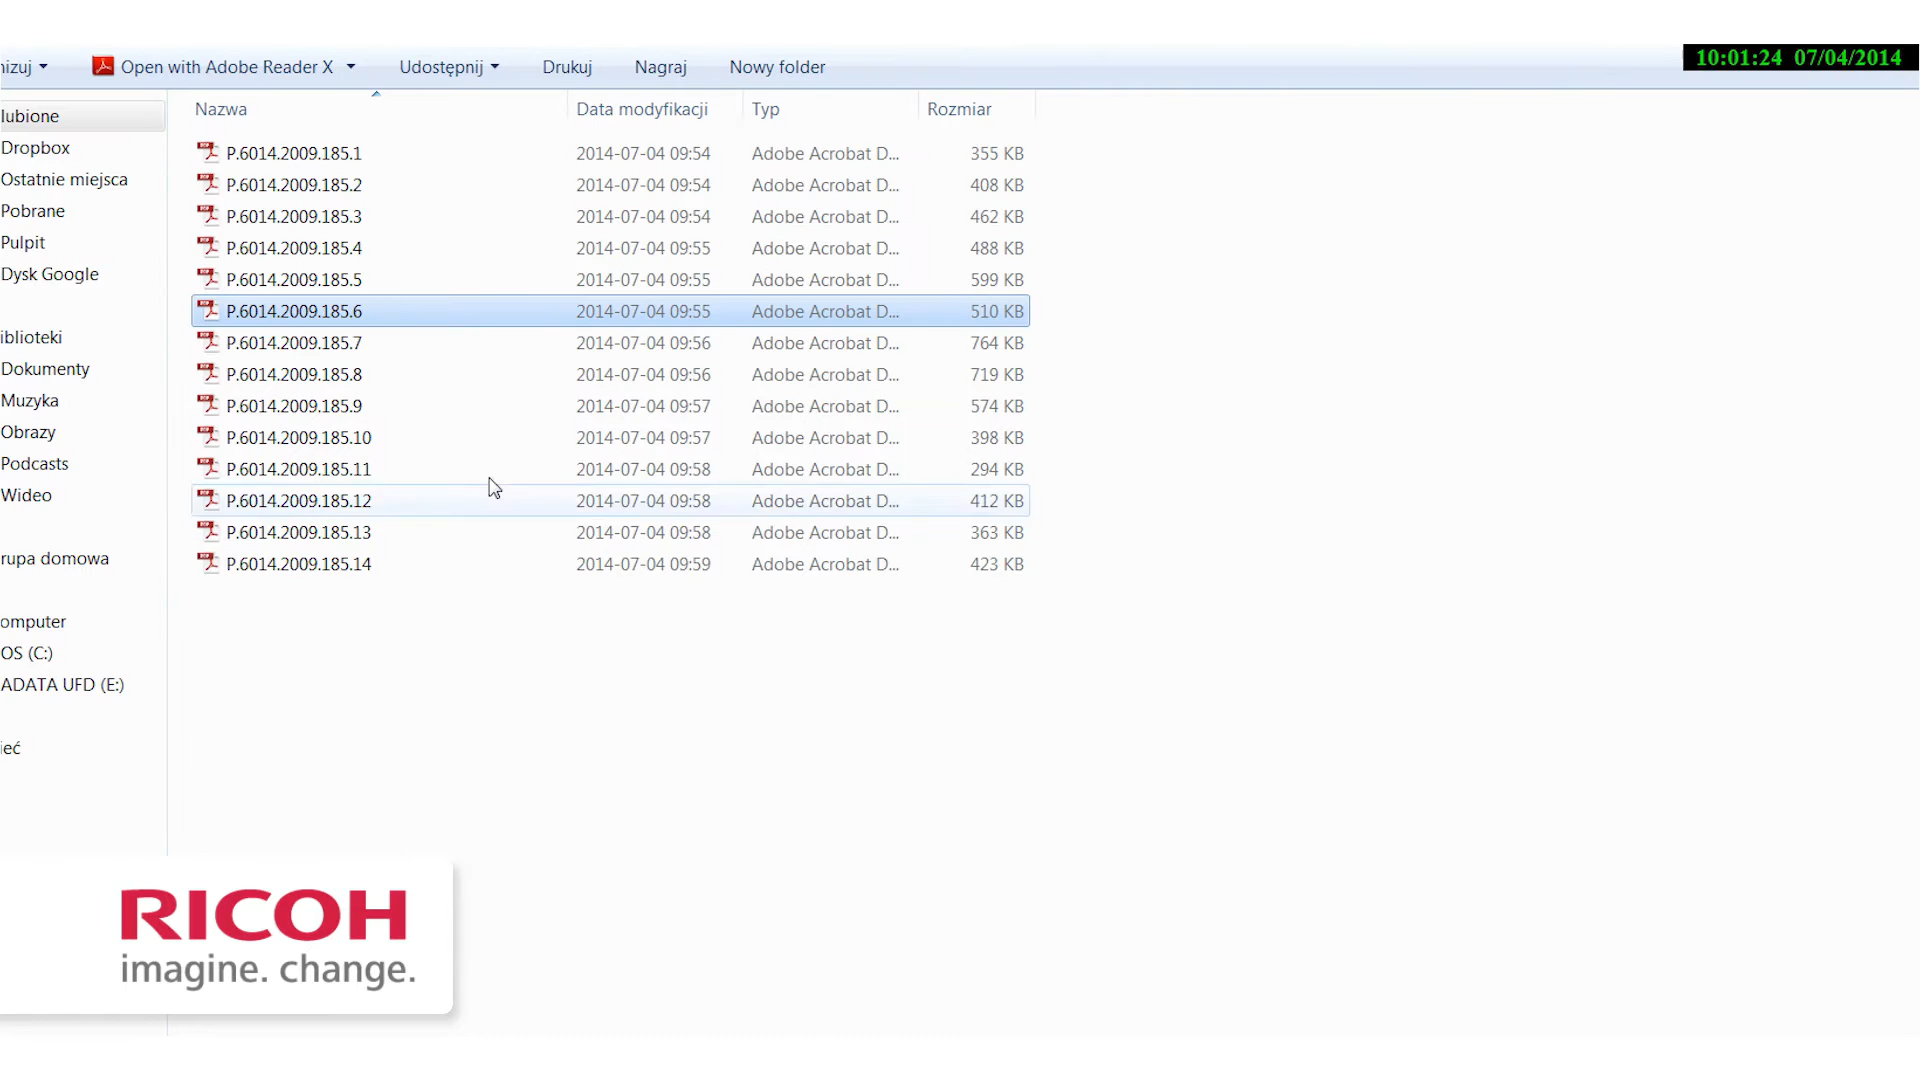 nizuj Open with Adobe Reader X Udostępnij Drukuj Nagraj Nowy folder
10:01:24 07/04/2014
lubione
Dropbox
Ostatnie miejsca
Pobrane
Pulpit
Dysk Google
iblioteki
Dokumenty
Muzyka
Obrazy
Podcasts
Wideo
rupa domowa
omputer
OS (C:)
ADATA UFD (E:)
ieć
Nazwa Data modyfikacji Typ Rozmiar
P.6014.2009.185.1 2014-07-04 09:54 Adobe Acrobat D... 355 KB
P.6014.2009.185.2 2014-07-04 09:54 Adobe Acrobat D... 408 KB
P.6014.2009.185.3 2014-07-04 09:54 Adobe Acrobat D... 462 KB
P.6014.2009.185.4 2014-07-04 09:55 Adobe Acrobat D... 488 KB
P.6014.2009.185.5 2014-07-04 09:55 Adobe Acrobat D... 599 KB
P.6014.2009.185.6 2014-07-04 09:55 Adobe Acrobat D... 510 KB
P.6014.2009.185.7 2014-07-04 09:56 Adobe Acrobat D... 764 KB
P.6014.2009.185.8 2014-07-04 09:56 Adobe Acrobat D... 719 KB
P.6014.2009.185.9 2014-07-04 09:57 Adobe Acrobat D... 574 KB
P.6014.2009.185.10 2014-07-04 09:57 Adobe Acrobat D... 398 KB
P.6014.2009.185.11 2014-07-04 09:58 Adobe Acrobat D... 294 KB
P.6014.2009.185.12 2014-07-04 09:58 Adobe Acrobat D... 412 KB
P.6014.2009.185.13 2014-07-04 09:58 Adobe Acrobat D... 363 KB
P.6014.2009.185.14 2014-07-04 09:59 Adobe Acrobat D... 423 KB
RICOH
imagine. change.